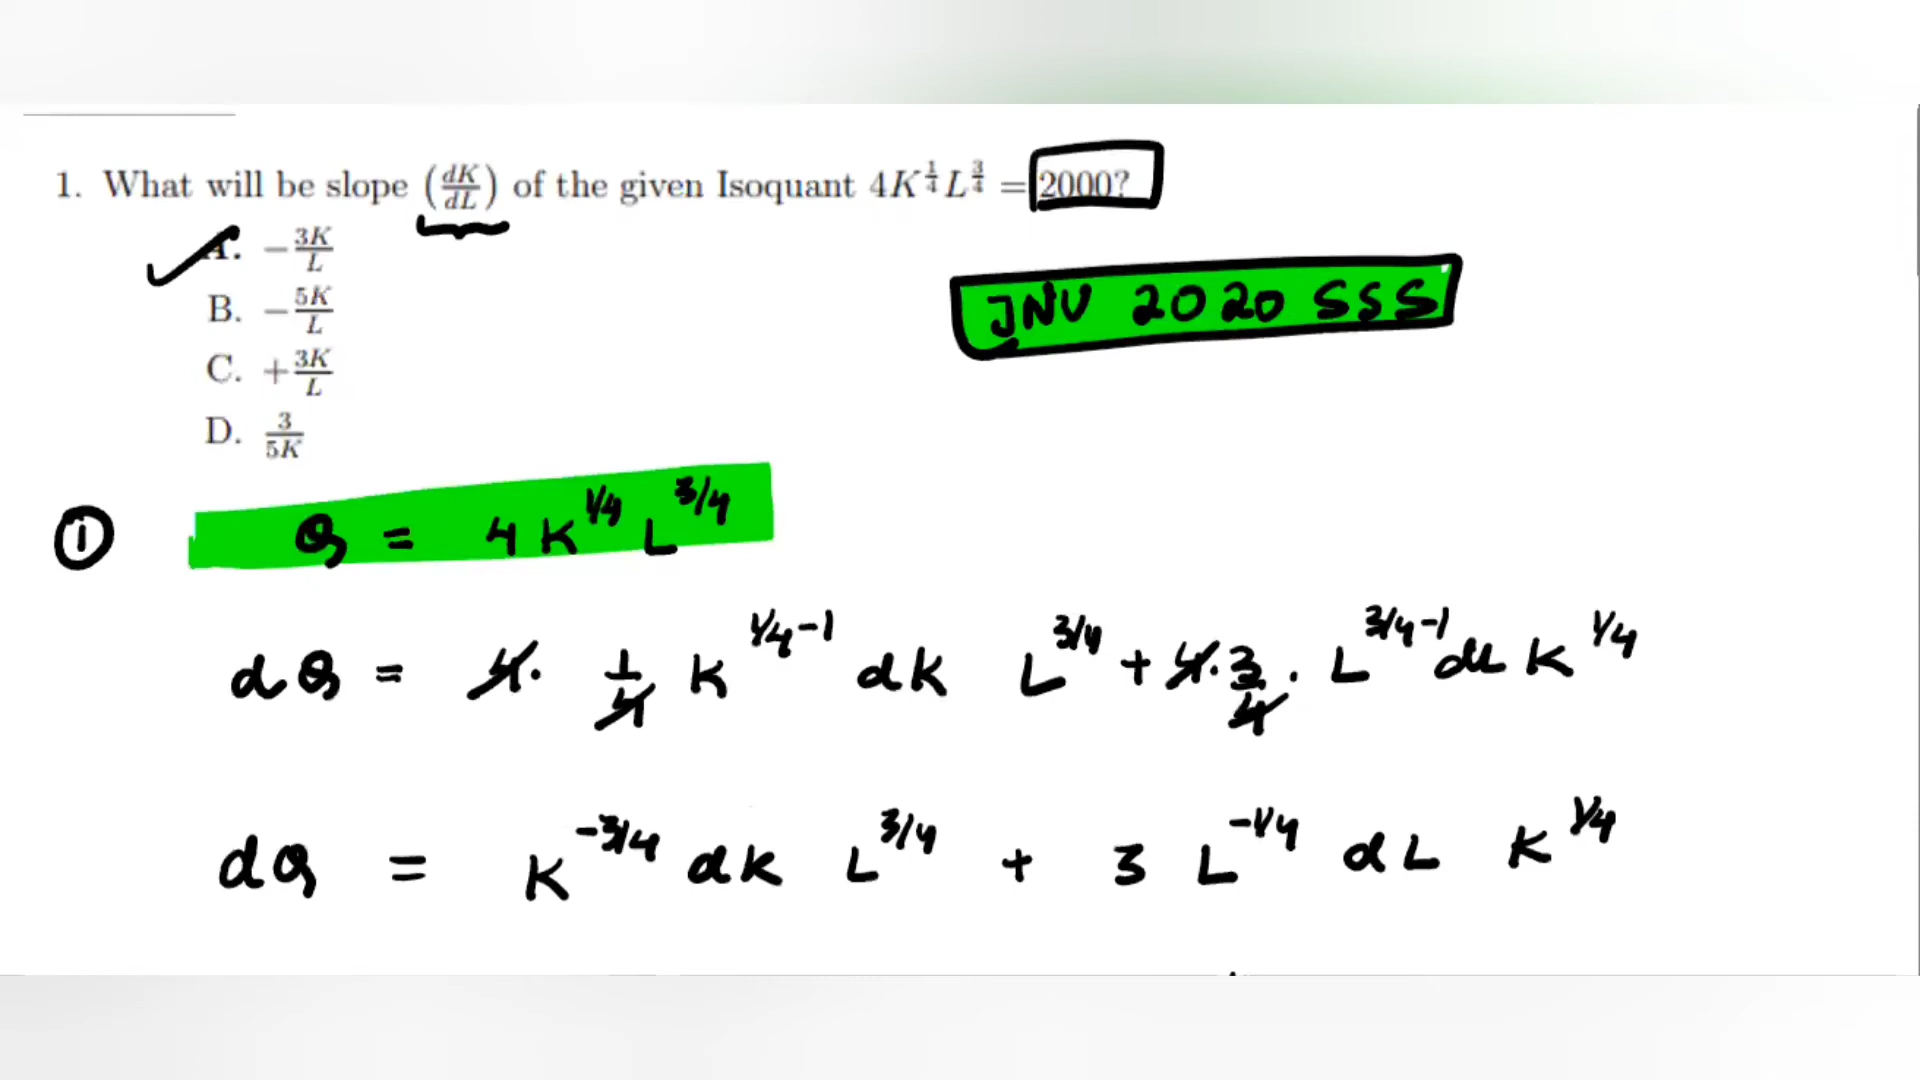 1. What will be slope (dK/dL) of the given Isoquant 4K^{1/4}L^{3/4} = 2000?
A. −3K/L
B. −5K/L
C. +3K/L
D. 3/5K
JNU 2020 SSS
① Q = 4 K^{1/4} L^{3/4}
dQ = 4. 1/4 K^{1/4-1} dK L^{3/4} + 4. 3/4 . L^{3/4-1} dL K^{1/4}
dQ = K^{-3/4} dK L^{3/4} + 3 L^{-1/4} dL K^{1/4}